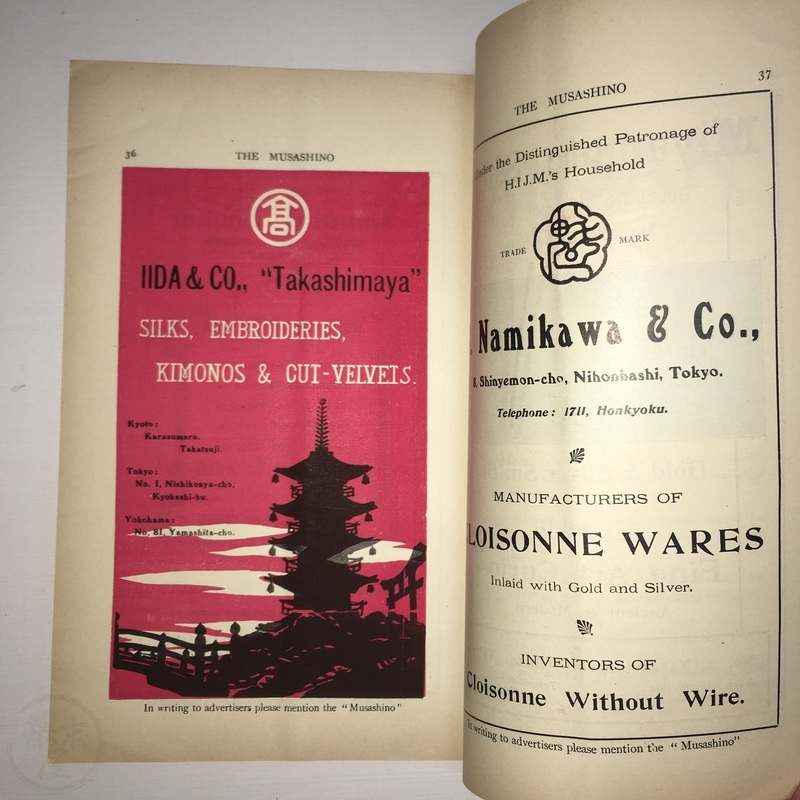 36
THE MUSASHINO
髙
IIDA & CO., "Takashimaya"
SILKS, EMBROIDERIES,
KIMONOS & CUT-VELVETS.
Kyoto:
Karasumaru.
Takatsuji.
Tokyo:
No. 1, Nishikonya-cho,
Kyobashi-ku.
Yokohama:
No. 81, Yamashita-cho.
In writing to advertisers please mention the "Musashino"
THE MUSASHINO
37
the Distinguished Patronage of
H.I.J.M.'s Household
TRADE MARK
Namikawa & Co.,
8, Shinyemon-cho, Nihonbashi, Tokyo.
Telephone: 1711, Honkyoku.
MANUFACTURERS OF
LOISONNE WARES
Inlaid with Gold and Silver.
INVENTORS OF
Cloisonne Without Wire.
In writing to advertisers please mention the "Musashino"